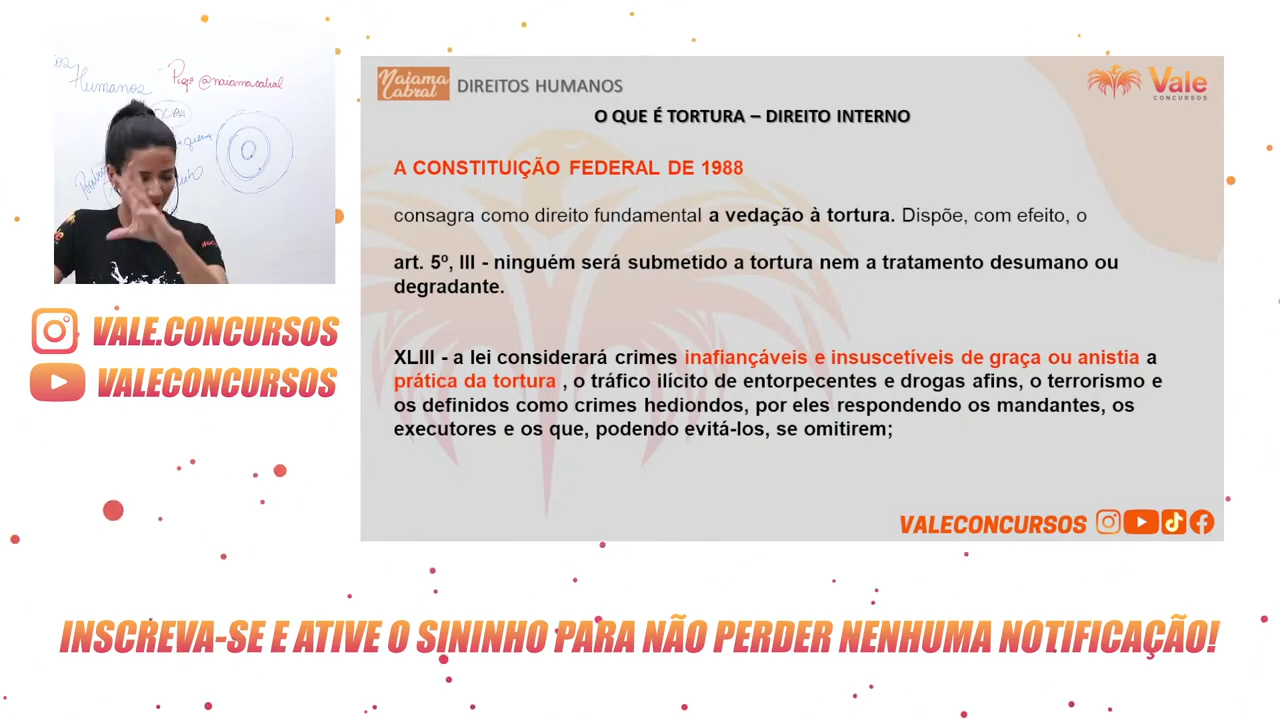 Humanos
Profª @naiamacabral
VALE.CONCURSOS
VALECONCURSOS
Naiama
Cabral
DIREITOS HUMANOS
Vale
CONCURSOS
O QUE É TORTURA – DIREITO INTERNO
A CONSTITUIÇÃO FEDERAL DE 1988
consagra como direito fundamental a vedação à tortura. Dispõe, com efeito, o
art. 5º, III - ninguém será submetido a tortura nem a tratamento desumano ou
degradante.
XLIII - a lei considerará crimes inafiançáveis e insuscetíveis de graça ou anistia a
prática da tortura , o tráfico ilícito de entorpecentes e drogas afins, o terrorismo e
os definidos como crimes hediondos, por eles respondendo os mandantes, os
executores e os que, podendo evitá-los, se omitirem;
VALECONCURSOS
INSCREVA-SE E ATIVE O SININHO PARA NÃO PERDER NENHUMA NOTIFICAÇÃO!